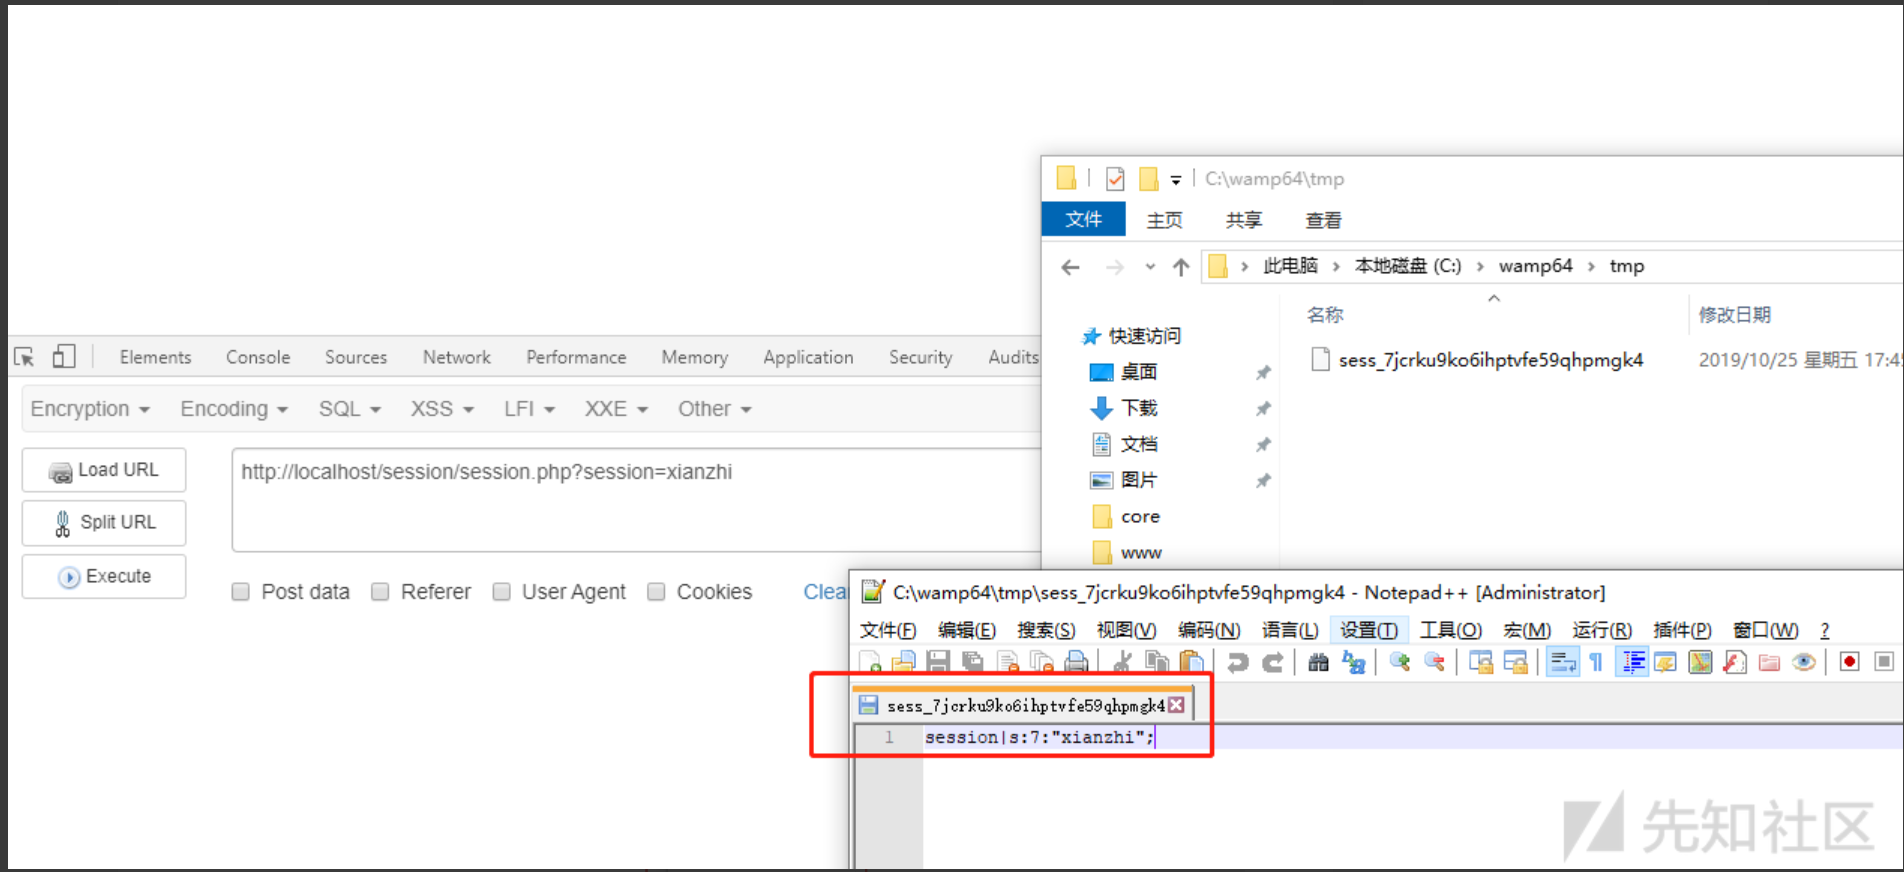 C:\wamp64\tmp
文件 主页 共享 查看
此电脑 › 本地磁盘 (C:) › wamp64 › tmp
名称 修改日期
快速访问
sess_7jcrku9ko6ihptvfe59qhpmgk4 2019/10/25 星期五 17:45
桌面
下载
文档
图片
core
www
Elements Console Sources Network Performance Memory Application Security Audits
Encryption Encoding SQL XSS LFI XXE Other
Load URL
http://localhost/session/session.php?session=xianzhi
Split URL
Execute
Post data Referer User Agent Cookies Clea
C:\wamp64\tmp\sess_7jcrku9ko6ihptvfe59qhpmgk4 - Notepad++ [Administrator]
文件(F) 编辑(E) 搜索(S) 视图(V) 编码(N) 语言(L) 设置(T) 工具(O) 宏(M) 运行(R) 插件(P) 窗口(W) ?
sess_7jcrku9ko6ihptvfe59qhpmgk4
1 session|s:7:"xianzhi";
先知社区